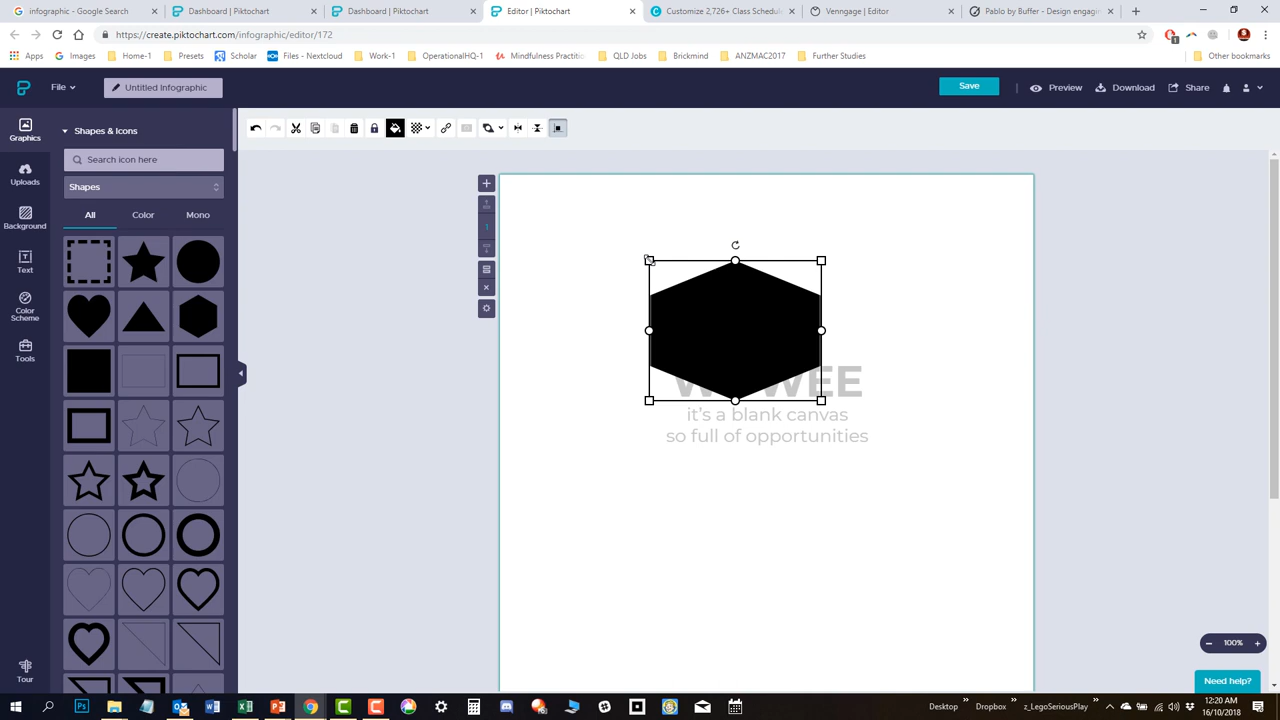 images - Google Search
Dashboard | Piktochart
Dashboard | Piktochart
Editor | Piktochart
Customize 2,726+ Class Schedul
Venngage | Editor
Pablo by Buffer - Design engagin
https://create.piktochart.com/infographic/editor/172
Apps
Home-1
Presets
Scholar
Files - Nextcloud
Work-1
OperationalHQ-1
Mindfulness Practition
QLD Jobs
Brickmind
ANZMAC2017
Further Studies
Other bookmarks
File
Untitled Infographic
Save
Preview
Download
Share
Graphics
Uploads
Background
Text
Color Scheme
Tools
Tour
Shapes & Icons
Search icon here
Shapes
All
Color
Mono
1
it's a blank canvas
so full of opportunities
100%
Need help?
Desktop
Dropbox
z_LegoSeriousPlay
12:20 AM
16/10/2018